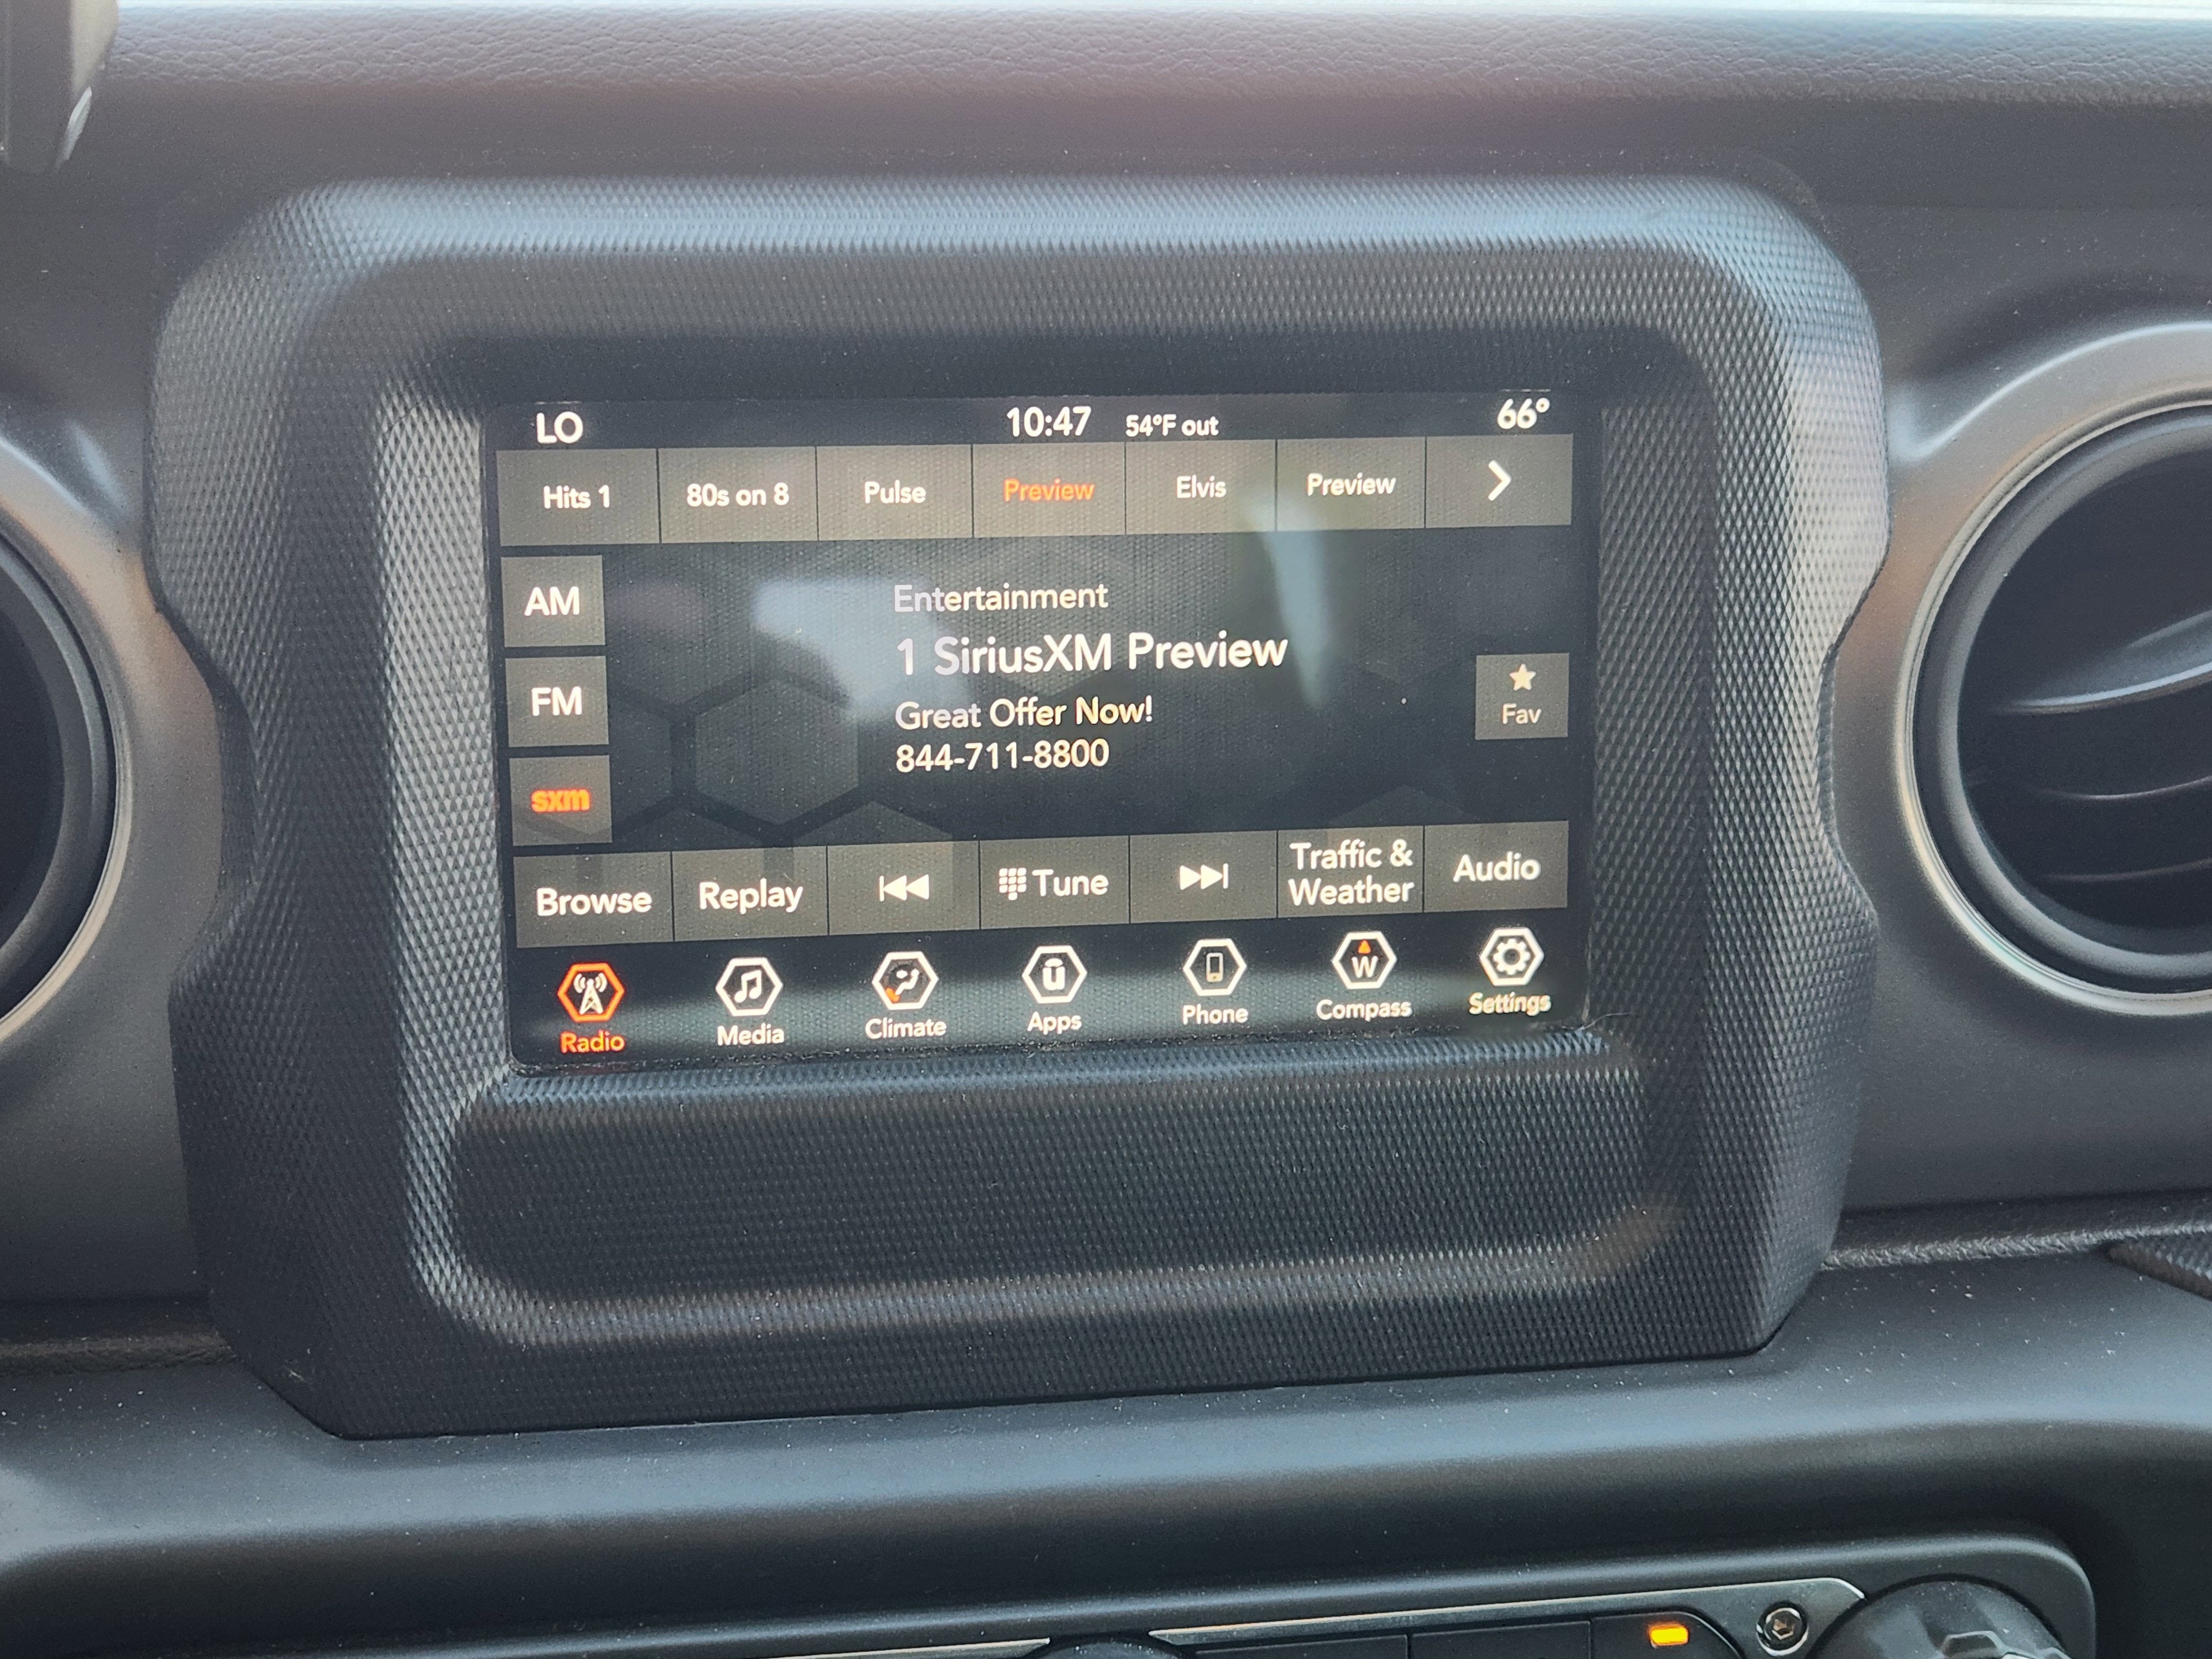 LO 10:47 54°F out 66°
Hits 1 80s on 8 Pulse Preview Elvis Preview
AM
Entertainment
1 SiriusXM Preview
FM
Great Offer Now!
Fav
844-711-8800
sxm
Browse Replay Tune Traffic & Weather Audio
W
Radio Media Climate Apps Phone Compass Settings